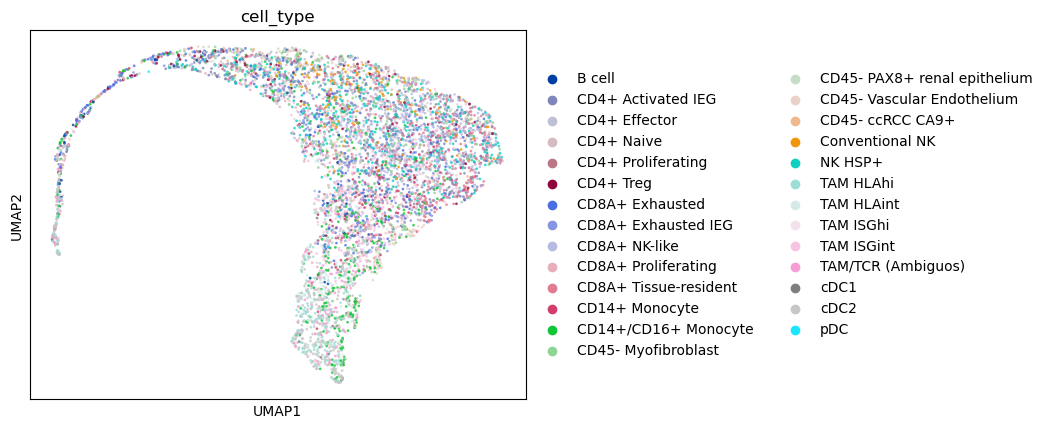 cell_type
UMAP2
UMAP1
B cell
CD4+ Activated IEG
CD4+ Effector
CD4+ Naive
CD4+ Proliferating
CD4+ Treg
CD8A+ Exhausted
CD8A+ Exhausted IEG
CD8A+ NK-like
CD8A+ Proliferating
CD8A+ Tissue-resident
CD14+ Monocyte
CD14+/CD16+ Monocyte
CD45- Myofibroblast
CD45- PAX8+ renal epithelium
CD45- Vascular Endothelium
CD45- ccRCC CA9+
Conventional NK
NK HSP+
TAM HLAhi
TAM HLAint
TAM ISGhi
TAM ISGint
TAM/TCR (Ambiguos)
cDC1
cDC2
pDC